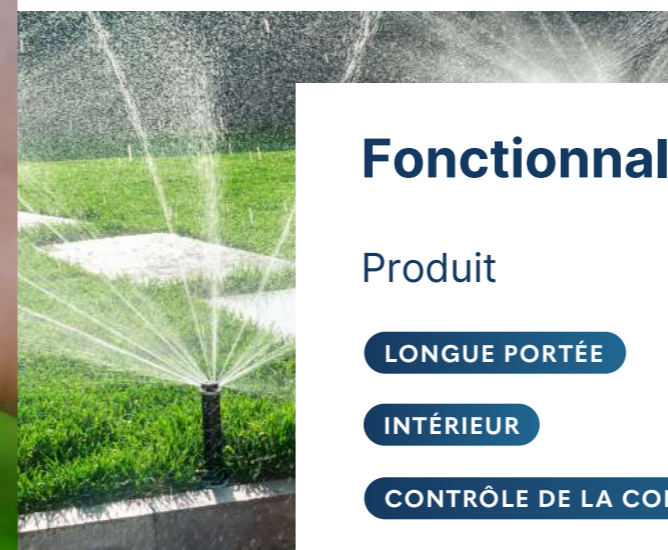 Fonctionnal
Produit
LONGUE PORTÉE
INTÉRIEUR
CONTRÔLE DE LA CO